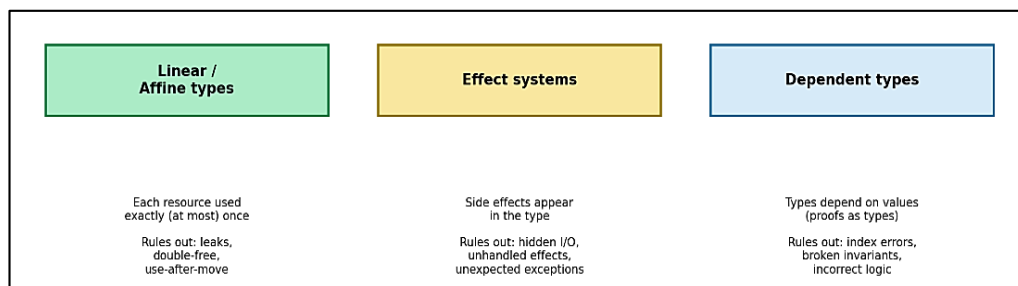 Linear /
Affine types
Each resource used
exactly (at most) once
Rules out: leaks,
double-free,
use-after-move
Effect systems
Side effects appear
in the type
Rules out: hidden I/O,
unhandled effects,
unexpected exceptions
Dependent types
Types depend on values
(proofs as types)
Rules out: index errors,
broken invariants,
incorrect logic